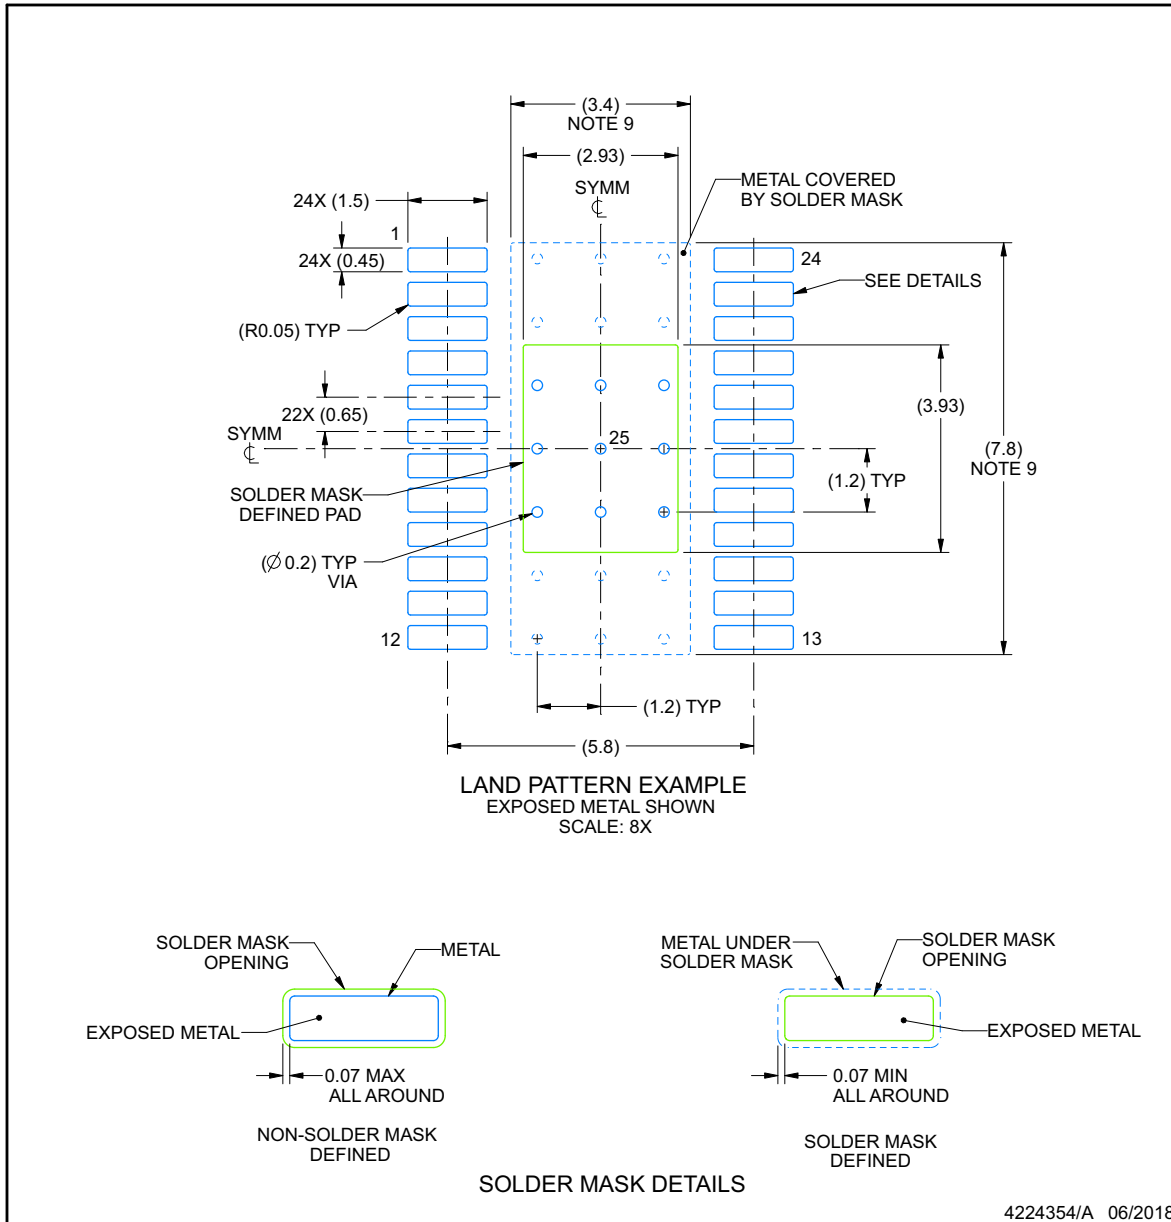 (3.4)
NOTE 9
(2.93)
SYMM
METAL COVERED
BY SOLDER MASK
24X (1.5)
1
24X (0.45)
24
SEE DETAILS
(R0.05) TYP
22X (0.65)
(3.93)
SYMM
25
(7.8)
NOTE 9
(1.2) TYP
SOLDER MASK
DEFINED PAD
(Ø 0.2) TYP
VIA
12
13
(1.2) TYP
(5.8)
LAND PATTERN EXAMPLE
EXPOSED METAL SHOWN
SCALE: 8X
SOLDER MASK
OPENING
METAL
EXPOSED METAL
0.07 MAX
ALL AROUND
NON-SOLDER MASK
DEFINED
METAL UNDER
SOLDER MASK
SOLDER MASK
OPENING
EXPOSED METAL
0.07 MIN
ALL AROUND
SOLDER MASK
DEFINED
SOLDER MASK DETAILS
4224354/A 06/2018